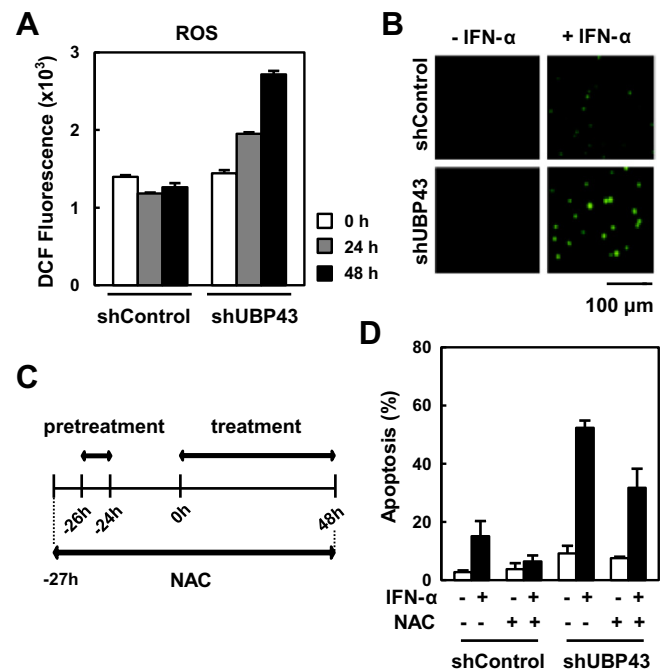 A
ROS
DCF Fluorescence (x10³)
3
2
1
0
shControl
shUBP43
0 h
24 h
48 h
B
- IFN-α
+ IFN-α
shControl
shUBP43
100 µm
C
pretreatment
treatment
-26h
-24h
0h
48h
-27h
NAC
D
Apoptosis (%)
80
60
40
20
0
IFN-α - + - + - + - +
NAC - - + + - - + +
shControl
shUBP43